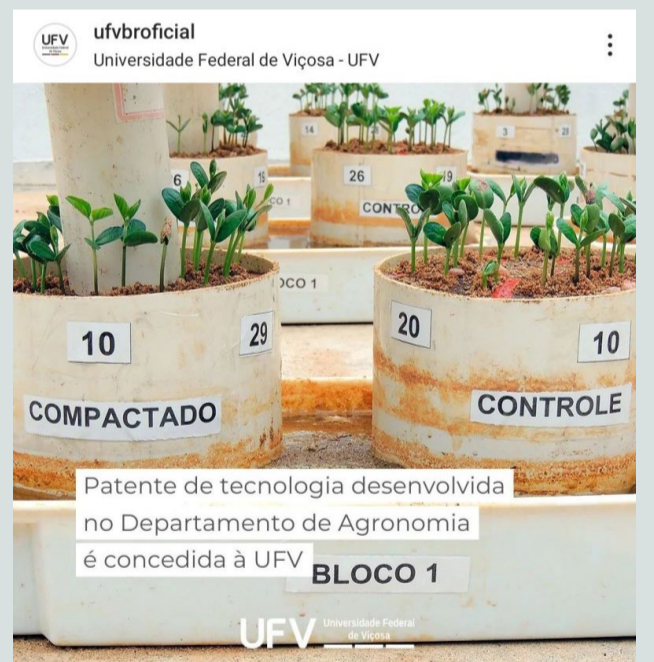 UFV
ufvbroficial
Universidade Federal de Viçosa - UFV
14
3
28
6
15
26
19
CO 1
CONTRO
OCO 1
10
29
20
10
COMPACTADO
CONTROLE
Patente de tecnologia desenvolvida
no Departamento de Agronomia
é concedida à UFV
BLOCO 1
UFV
Universidade Federal
de Viçosa